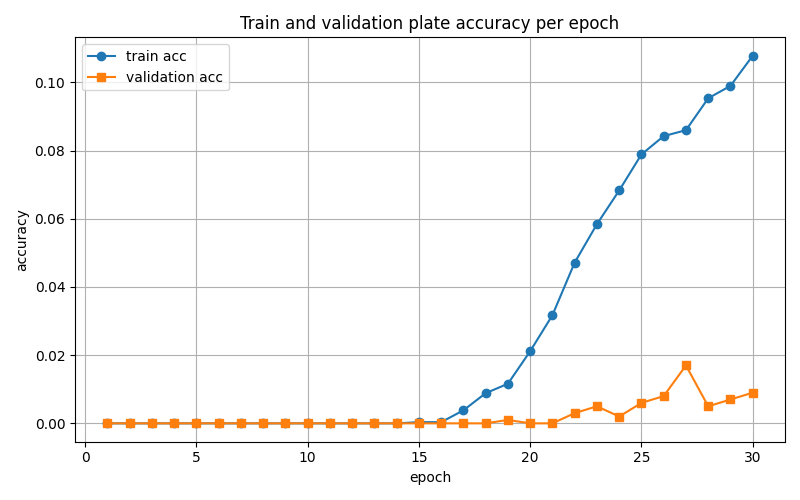 Train and validation plate accuracy per epoch
train acc
validation acc
0.10
0.08
0.06
0.04
0.02
0.00
accuracy
0 5 10 15 20 25 30
epoch